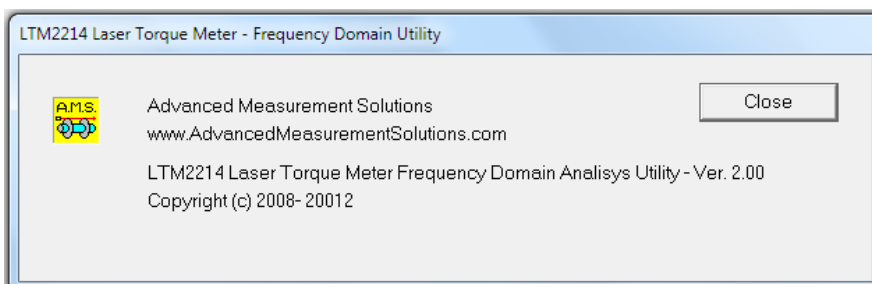 LTM2214 Laser Torque Meter - Frequency Domain Utility
A.M.S.
Advanced Measurement Solutions
Close
www.AdvancedMeasurementSolutions.com
LTM2214 Laser Torque Meter Frequency Domain Analisys Utility - Ver. 2.00
Copyright (c) 2008- 20012